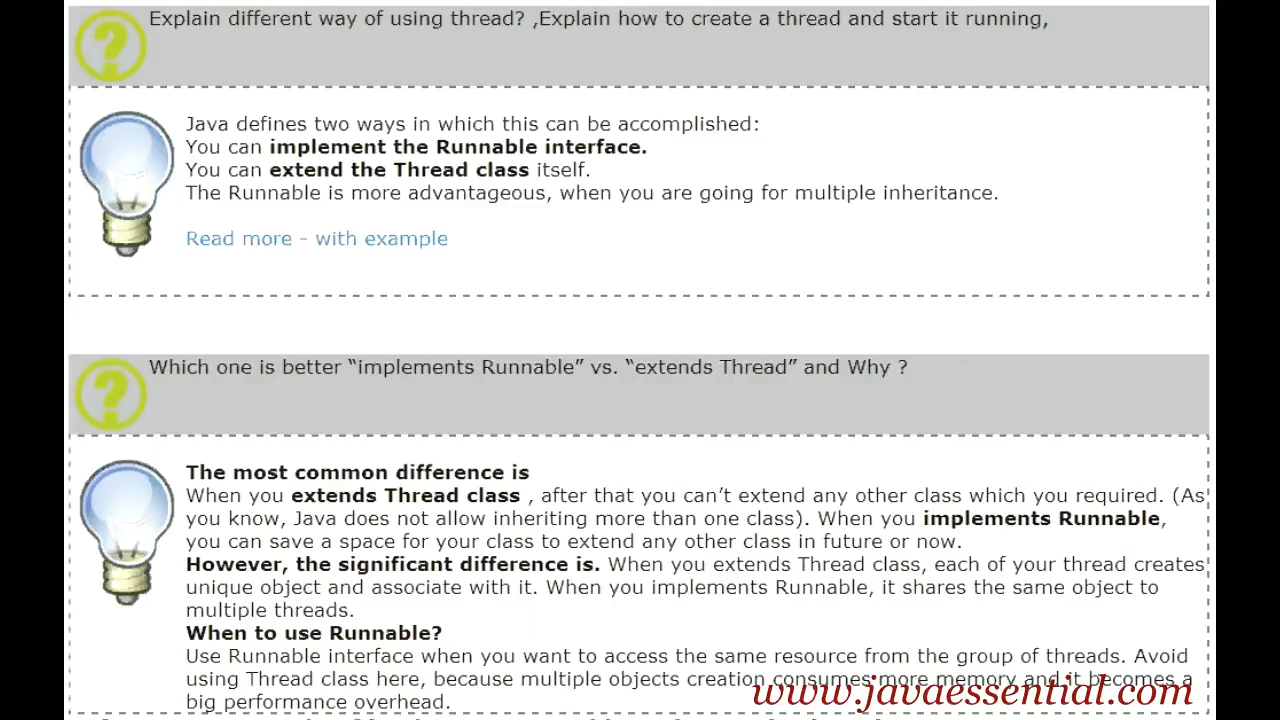 Explain different way of using thread? ,Explain how to create a thread and start it running,
Java defines two ways in which this can be accomplished:
You can implement the Runnable interface.
You can extend the Thread class itself.
The Runnable is more advantageous, when you are going for multiple inheritance.
Read more - with example
Which one is better “implements Runnable” vs. “extends Thread” and Why ?
The most common difference is
When you extends Thread class , after that you can’t extend any other class which you required. (As
you know, Java does not allow inheriting more than one class). When you implements Runnable,
you can save a space for your class to extend any other class in future or now.
However, the significant difference is. When you extends Thread class, each of your thread creates
unique object and associate with it. When you implements Runnable, it shares the same object to
multiple threads.
When to use Runnable?
Use Runnable interface when you want to access the same resource from the group of threads. Avoid
using Thread class here, because multiple objects creation consumes more memory and it becomes a
big performance overhead.
www.javaessential.com